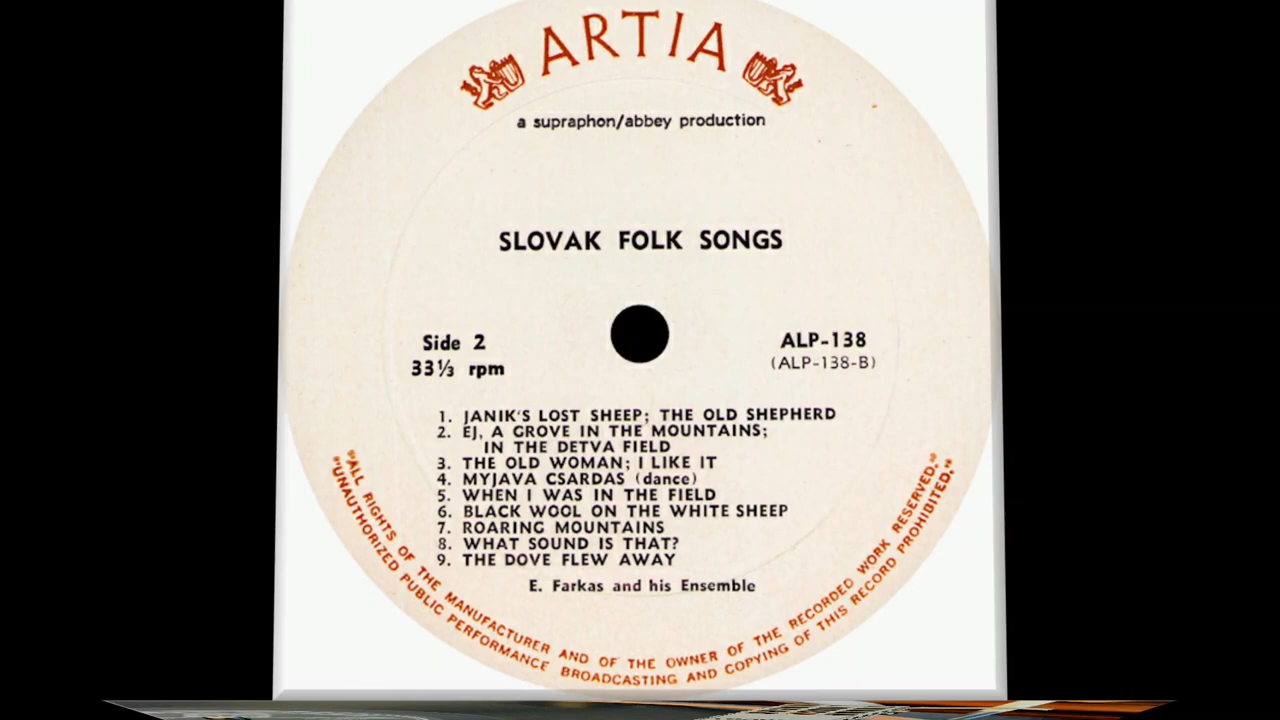 ARTIA
a supraphon/abbey production
SLOVAK FOLK SONGS
Side 2
33⅓ rpm
ALP-138
(ALP-138-B)
1. JANIK'S LOST SHEEP; THE OLD SHEPHERD
2. EJ, A GROVE IN THE MOUNTAINS;
IN THE DETVA FIELD
3. THE OLD WOMAN; I LIKE IT
4. MYJAVA CSARDAS (dance)
5. WHEN I WAS IN THE FIELD
6. BLACK WOOL ON THE WHITE SHEEP
7. ROARING MOUNTAINS
8. WHAT SOUND IS THAT?
9. THE DOVE FLEW AWAY
E. Farkas and his Ensemble
"ALL RIGHTS OF THE MANUFACTURER AND OF THE OWNER OF THE RECORDED WORK RESERVED."
"UNAUTHORIZED PUBLIC PERFORMANCE BROADCASTING AND COPYING OF THIS RECORD PROHIBITED."